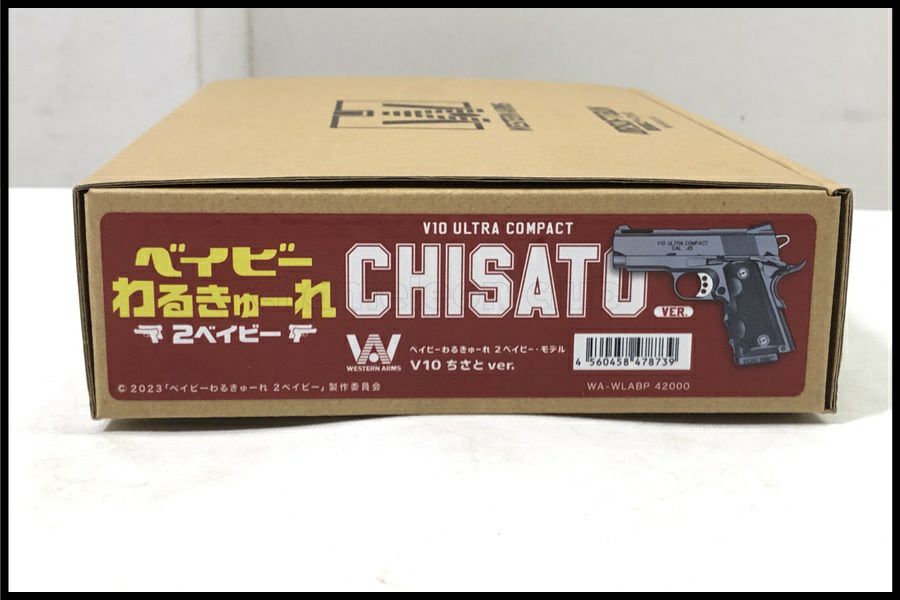 WESTERN ARMS
V10 ULTRA COMPACT
ベイビー
わるきゅーれ
2ベイビー
CHISATO
VER.
V10 ULTRA COMPACT
CAL .45
WA
WESTERN ARMS
ベイビーわるきゅーれ 2ベイビー・モデル
V10 ちさと ver.
4 560458 478739
© 2023「ベイビーわるきゅーれ 2ベイビー」製作委員会
WA-WLABP 42000